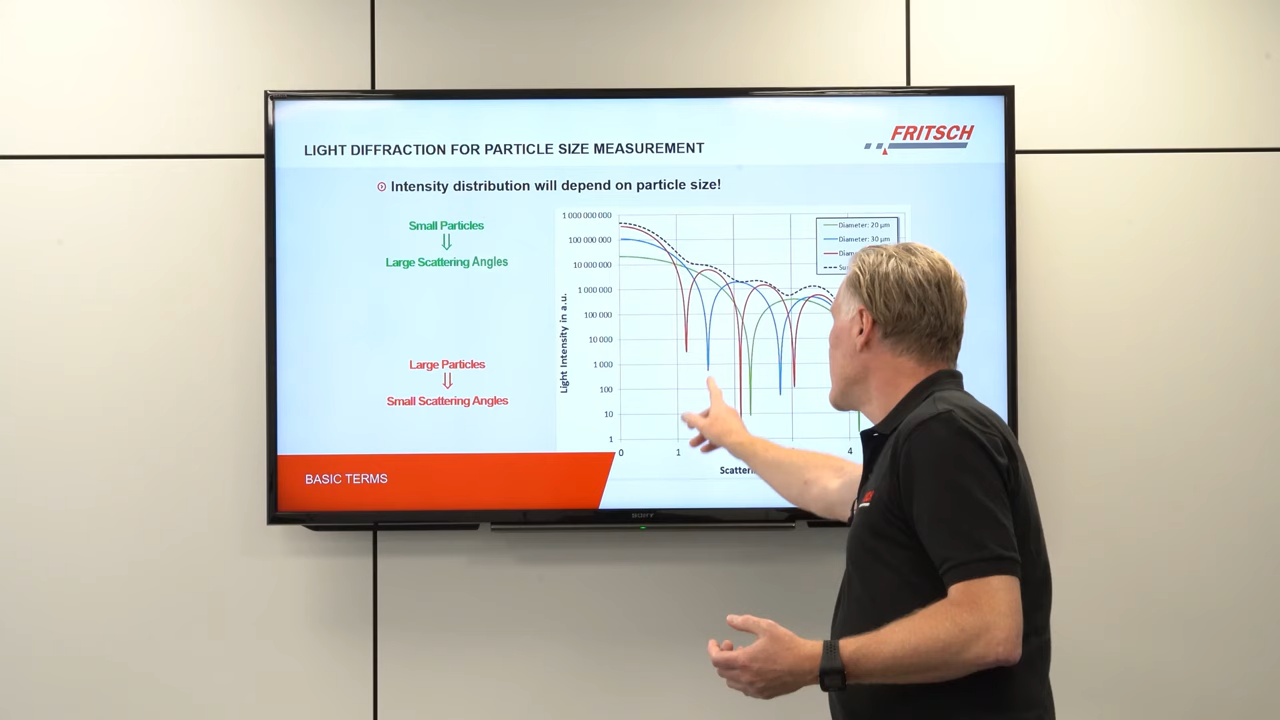 FRITSCH
LIGHT DIFFRACTION FOR PARTICLE SIZE MEASUREMENT
Intensity distribution will depend on particle size!
Small Particles
Large Scattering Angles
Large Particles
Small Scattering Angles
Light Intensity in a.u.
1 000 000 000
100 000 000
10 000 000
1 000 000
100 000
10 000
1 000
100
10
1
0
1
4
Diameter: 20 µm
Diameter: 30 µm
BASIC TERMS
SONY